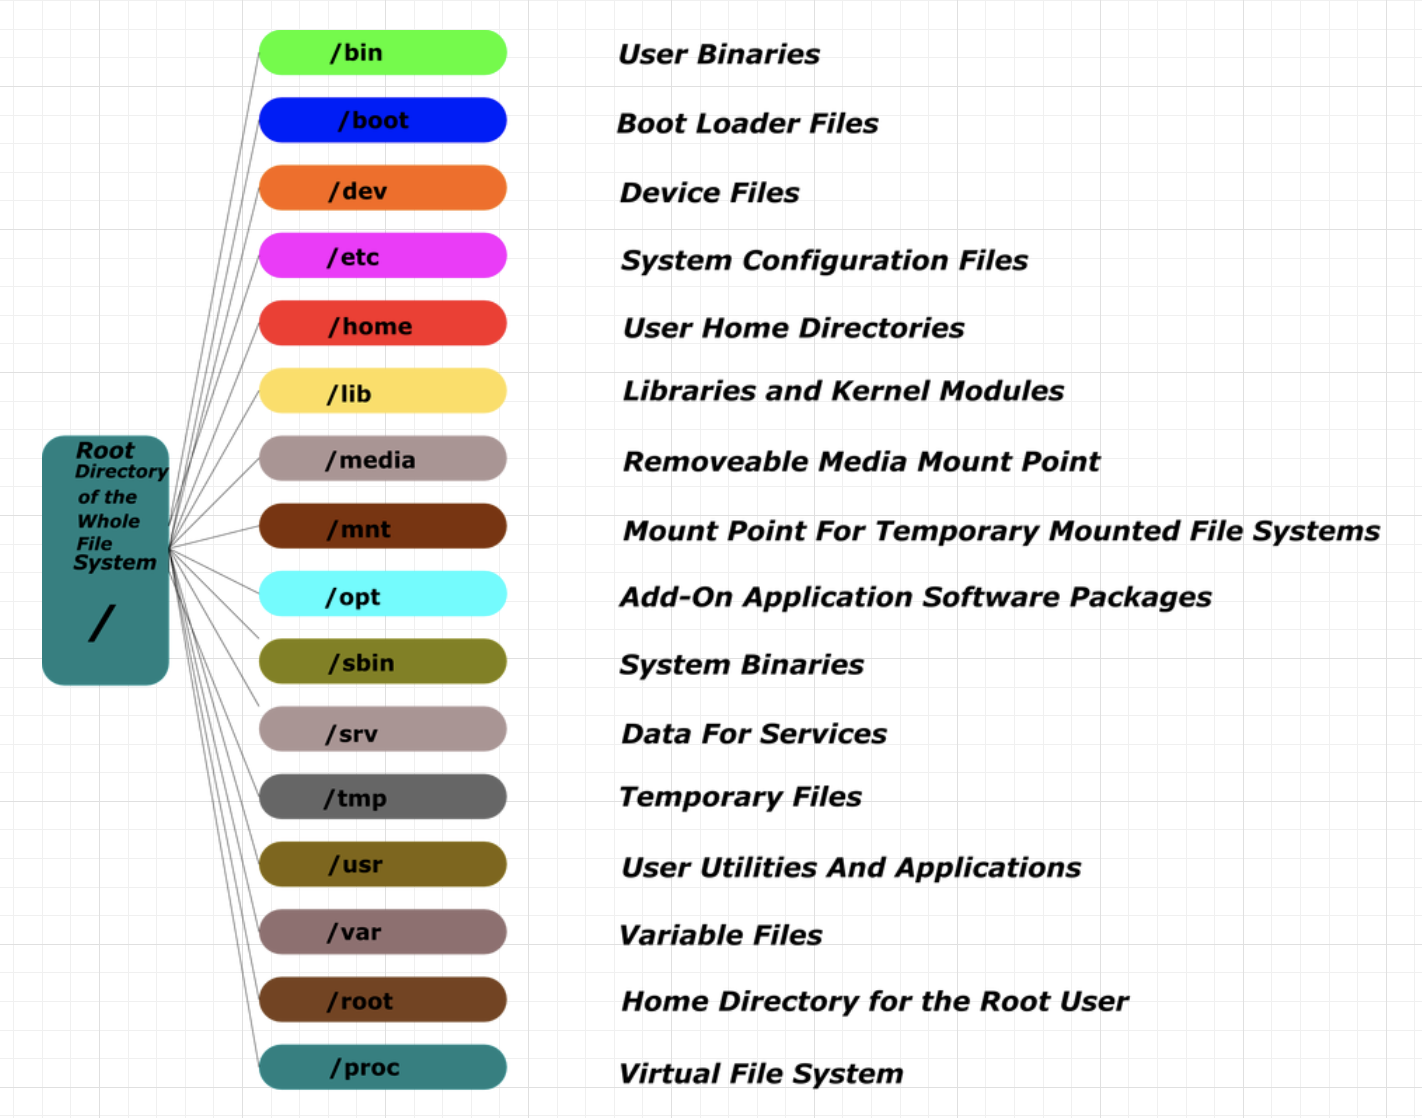 /bin User Binaries
/boot Boot Loader Files
/dev Device Files
/etc System Configuration Files
/home User Home Directories
/lib Libraries and Kernel Modules
/media Removeable Media Mount Point
/mnt Mount Point For Temporary Mounted File Systems
/opt Add-On Application Software Packages
/sbin System Binaries
/srv Data For Services
/tmp Temporary Files
/usr User Utilities And Applications
/var Variable Files
/root Home Directory for the Root User
/proc Virtual File System
Root
Directory
of the
Whole
File
System
/